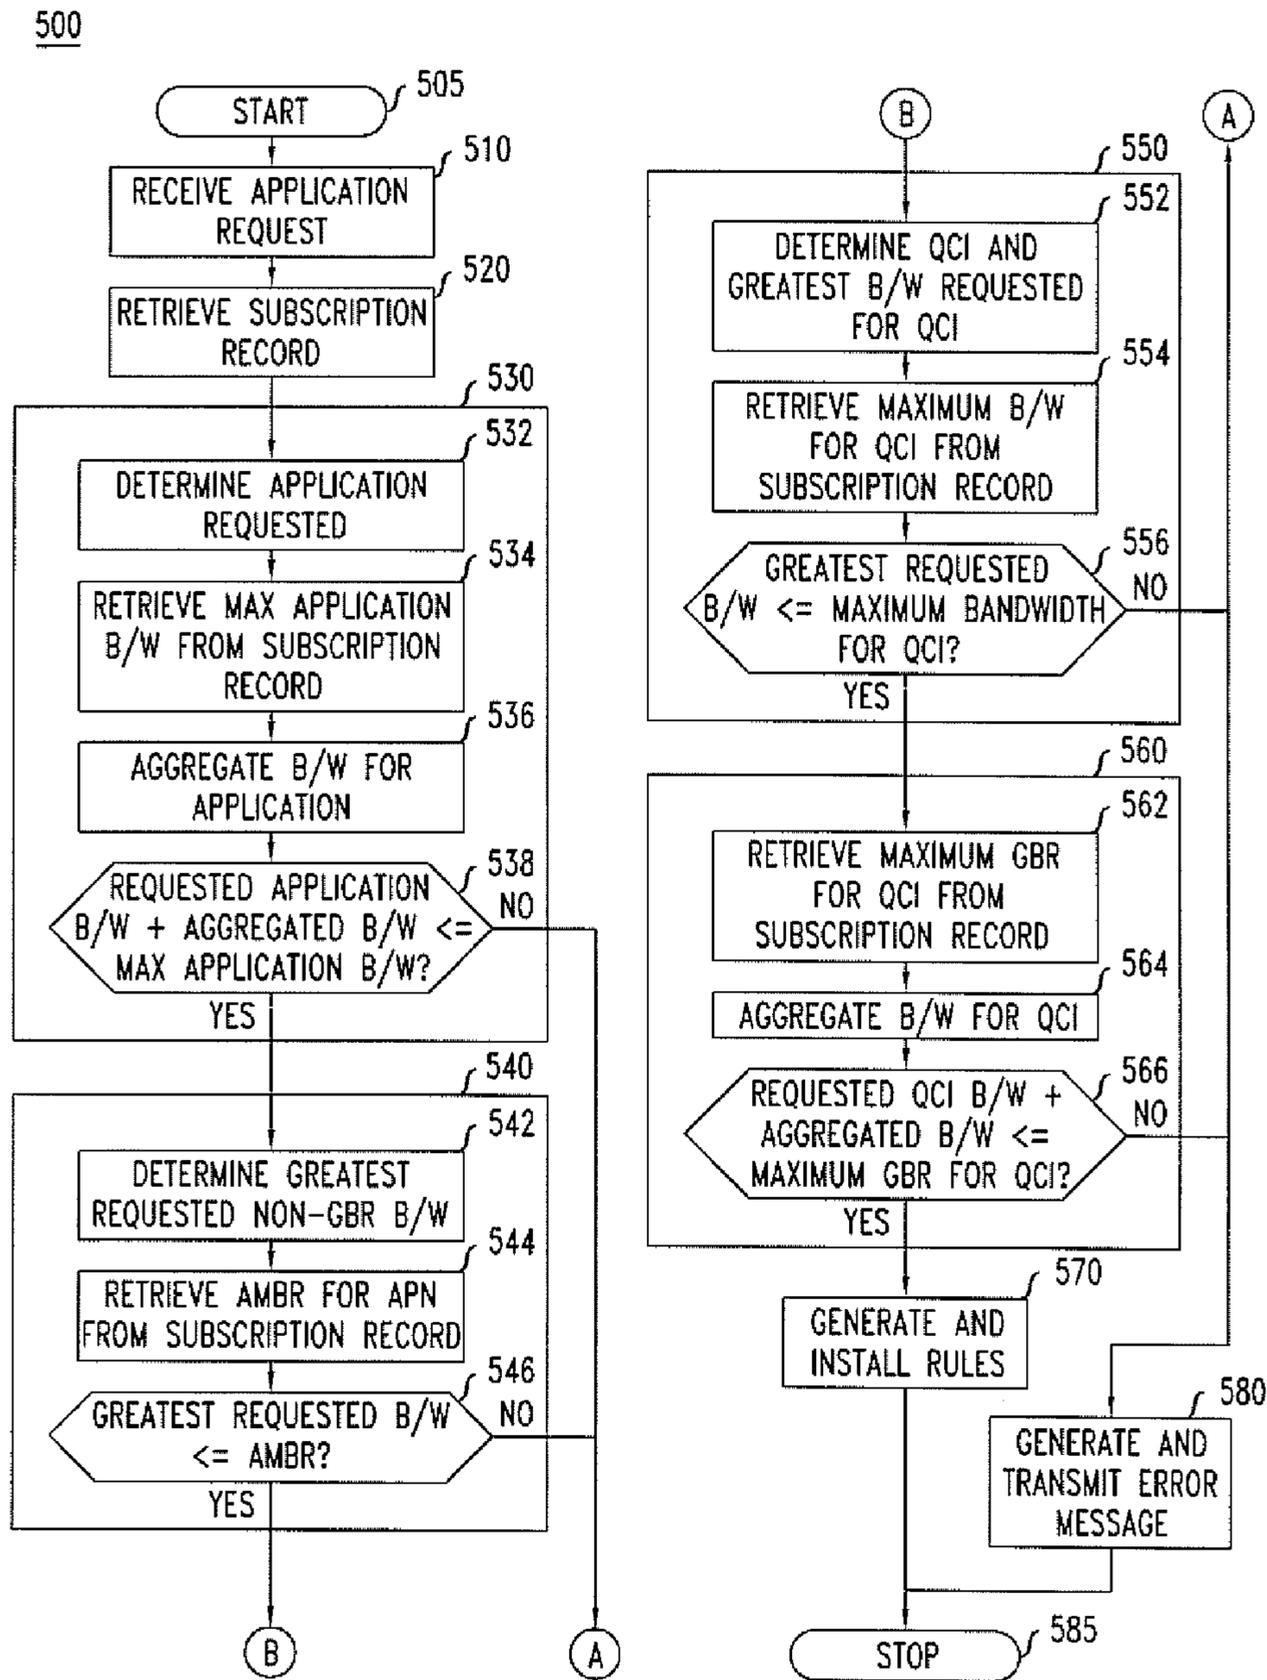 500
START
505
510
RECEIVE APPLICATION
REQUEST
520
RETRIEVE SUBSCRIPTION
RECORD
530
532
DETERMINE APPLICATION
REQUESTED
534
RETRIEVE MAX APPLICATION
B/W FROM SUBSCRIPTION
RECORD
536
AGGREGATE B/W FOR
APPLICATION
538
REQUESTED APPLICATION
B/W + AGGREGATED B/W <=
MAX APPLICATION B/W?
NO
YES
540
542
DETERMINE GREATEST
REQUESTED NON-GBR B/W
544
RETRIEVE AMBR FOR APN
FROM SUBSCRIPTION RECORD
546
GREATEST REQUESTED B/W
<= AMBR?
NO
YES
B
A
B
A
550
552
DETERMINE QCI AND
GREATEST B/W REQUESTED
FOR QCI
554
RETRIEVE MAXIMUM B/W
FOR QCI FROM
SUBSCRIPTION RECORD
556
GREATEST REQUESTED
B/W <= MAXIMUM BANDWIDTH
FOR QCI?
NO
YES
560
562
RETRIEVE MAXIMUM GBR
FOR QCI FROM
SUBSCRIPTION RECORD
564
AGGREGATE B/W FOR QCI
566
REQUESTED QCI B/W +
AGGREGATED B/W <=
MAXIMUM GBR FOR QCI?
NO
YES
570
GENERATE AND
INSTALL RULES
580
GENERATE AND
TRANSMIT ERROR
MESSAGE
STOP
585